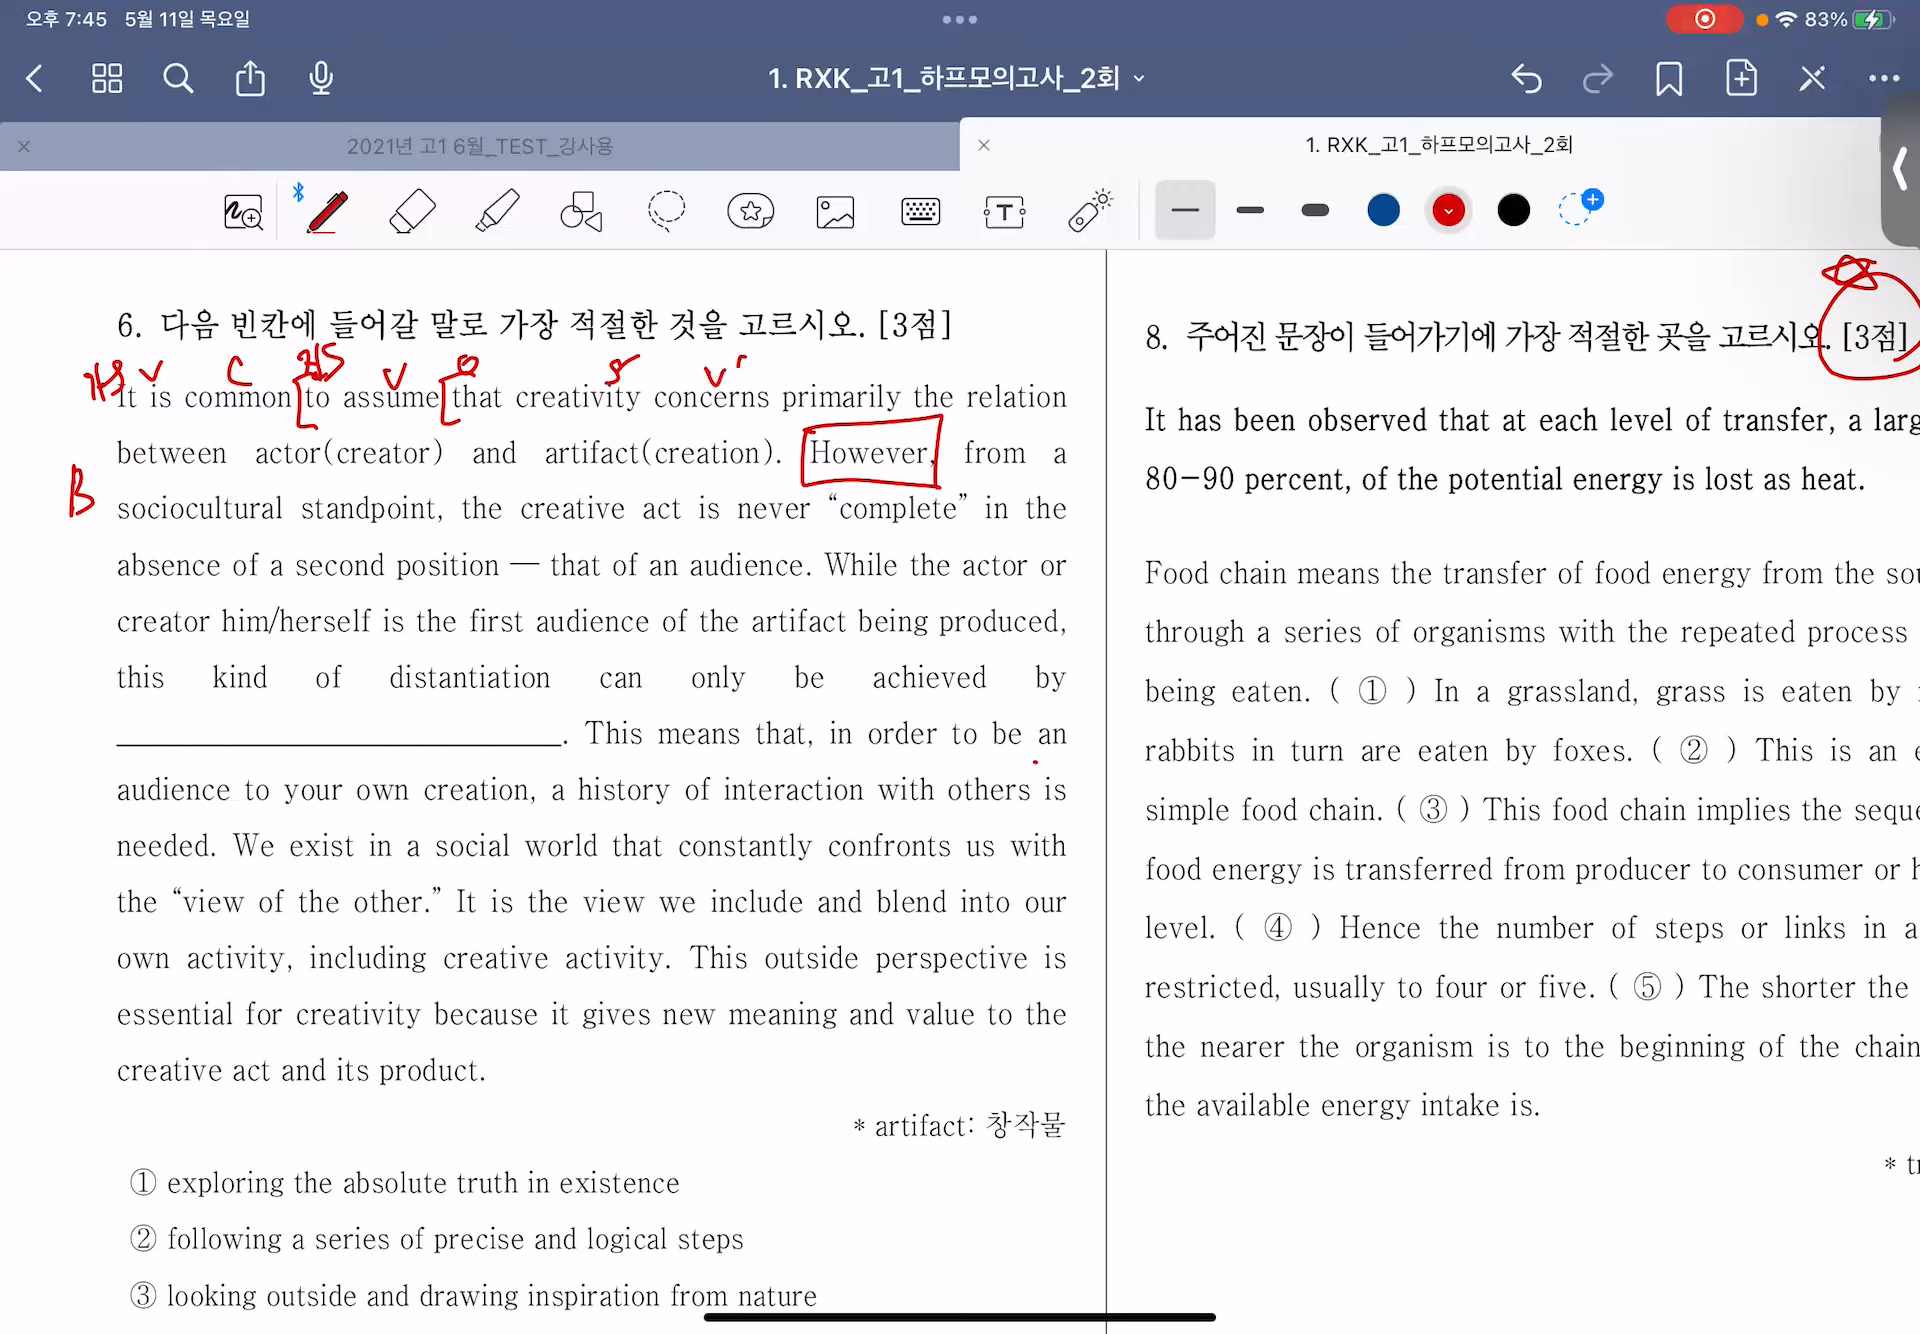 오후 7:45 5월 11일 목요일
83%
1. RXK_고1_하프모의고사_2회
2021년 고1 6월_TEST_강사용
1. RXK_고1_하프모의고사_2회
6. 다음 빈칸에 들어갈 말로 가장 적절한 것을 고르시오. [3점]
V C V O S V'
It is common to assume that creativity concerns primarily the relation
between actor(creator) and artifact(creation). However, from a
B
sociocultural standpoint, the creative act is never “complete” in the
absence of a second position — that of an audience. While the actor or
creator him/herself is the first audience of the artifact being produced,
this kind of distantiation can only be achieved by
. This means that, in order to be an
audience to your own creation, a history of interaction with others is
needed. We exist in a social world that constantly confronts us with
the “view of the other.” It is the view we include and blend into our
own activity, including creative activity. This outside perspective is
essential for creativity because it gives new meaning and value to the
creative act and its product.
* artifact: 창작물
① exploring the absolute truth in existence
② following a series of precise and logical steps
③ looking outside and drawing inspiration from nature
8. 주어진 문장이 들어가기에 가장 적절한 곳을 고르시오. [3점]
It has been observed that at each level of transfer, a larg
80-90 percent, of the potential energy is lost as heat.
Food chain means the transfer of food energy from the sou
through a series of organisms with the repeated process
being eaten. ( ① ) In a grassland, grass is eaten by
rabbits in turn are eaten by foxes. ( ② ) This is an e
simple food chain. ( ③ ) This food chain implies the seque
food energy is transferred from producer to consumer or h
level. ( ④ ) Hence the number of steps or links in a
restricted, usually to four or five. ( ⑤ ) The shorter the
the nearer the organism is to the beginning of the chain
the available energy intake is.
* tr